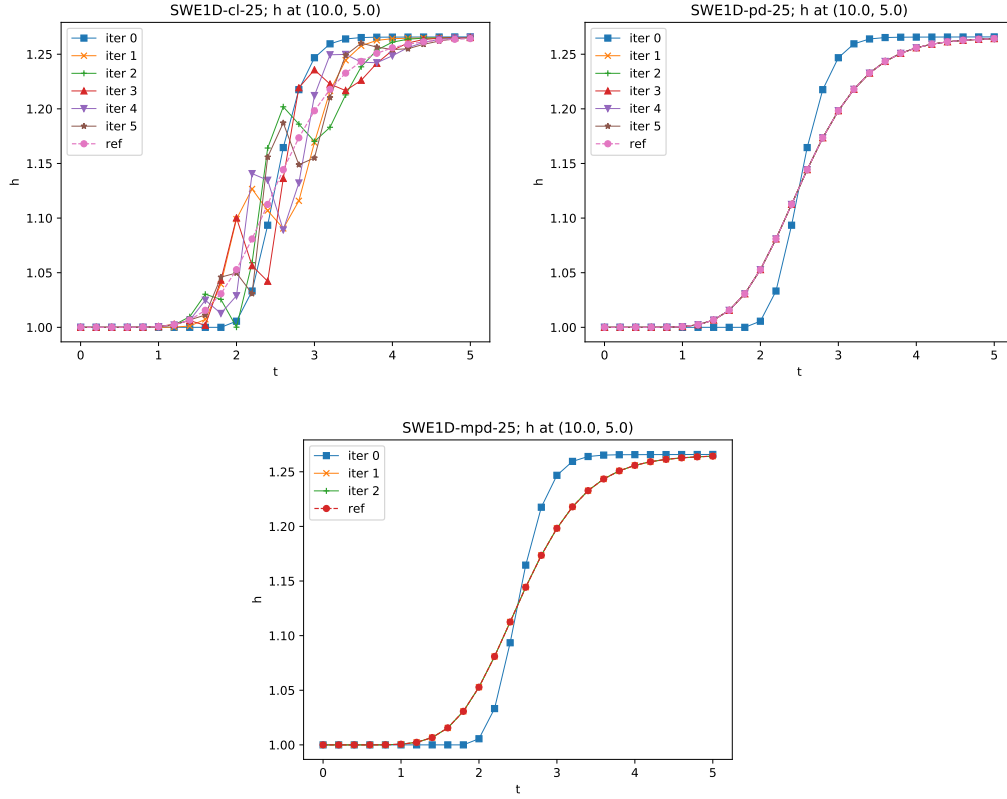 SWE1D-cl-25; h at (10.0, 5.0)
iter 0
iter 1
iter 2
iter 3
iter 4
iter 5
ref
1.25
1.20
1.15
1.10
1.05
1.00
h
0 1 2 3 4 5
t
SWE1D-pd-25; h at (10.0, 5.0)
iter 0
iter 1
iter 2
iter 3
iter 4
iter 5
ref
1.25
1.20
1.15
1.10
1.05
1.00
h
0 1 2 3 4 5
t
SWE1D-mpd-25; h at (10.0, 5.0)
iter 0
iter 1
iter 2
ref
1.25
1.20
1.15
1.10
1.05
1.00
h
0 1 2 3 4 5
t